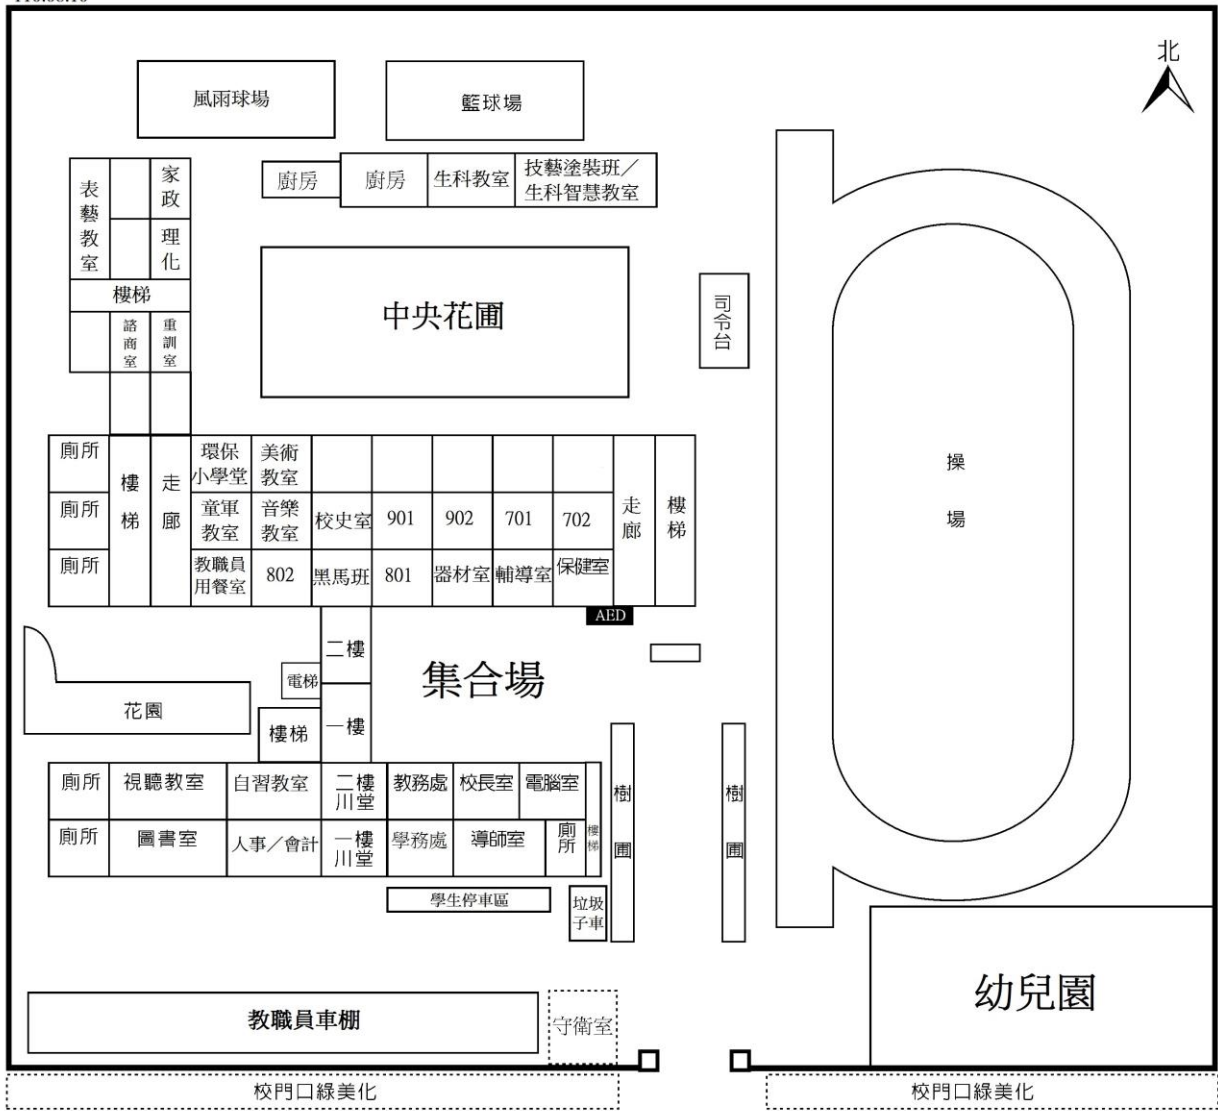 北
風雨球場
籃球場
表藝教室
家政
理化
廚房
廚房
生科教室
技藝塗裝班／
生科智慧教室
樓梯
諮商室
重訓室
中央花圃
司令台
操場
廁所
樓梯
走廊
環保
小學堂
美術
教室
走廊
樓梯
廁所
童軍
教室
音樂
教室
校史室
901
902
701
702
廁所
教職員
用餐室
802
黑馬班
801
器材室
輔導室
保健室
AED
二樓
電梯
一樓
樓梯
集合場
花園
廁所
視聽教室
自習教室
二樓
川堂
教務處
校長室
電腦室
樓梯
廁所
圖書室
人事／會計
一樓
川堂
學務處
導師室
廁所
樹圃
樹圃
學生停車區
垃圾
子車
教職員車棚
守衛室
幼兒園
校門口綠美化
校門口綠美化